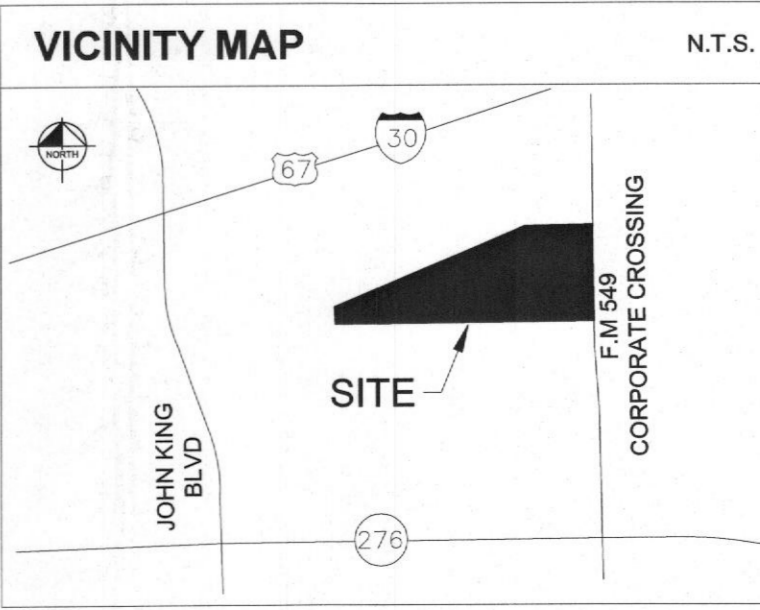 VICINITY MAP
N.T.S.
NORTH
30
67
F.M 549
CORPORATE CROSSING
SITE
JOHN KING
BLVD
276